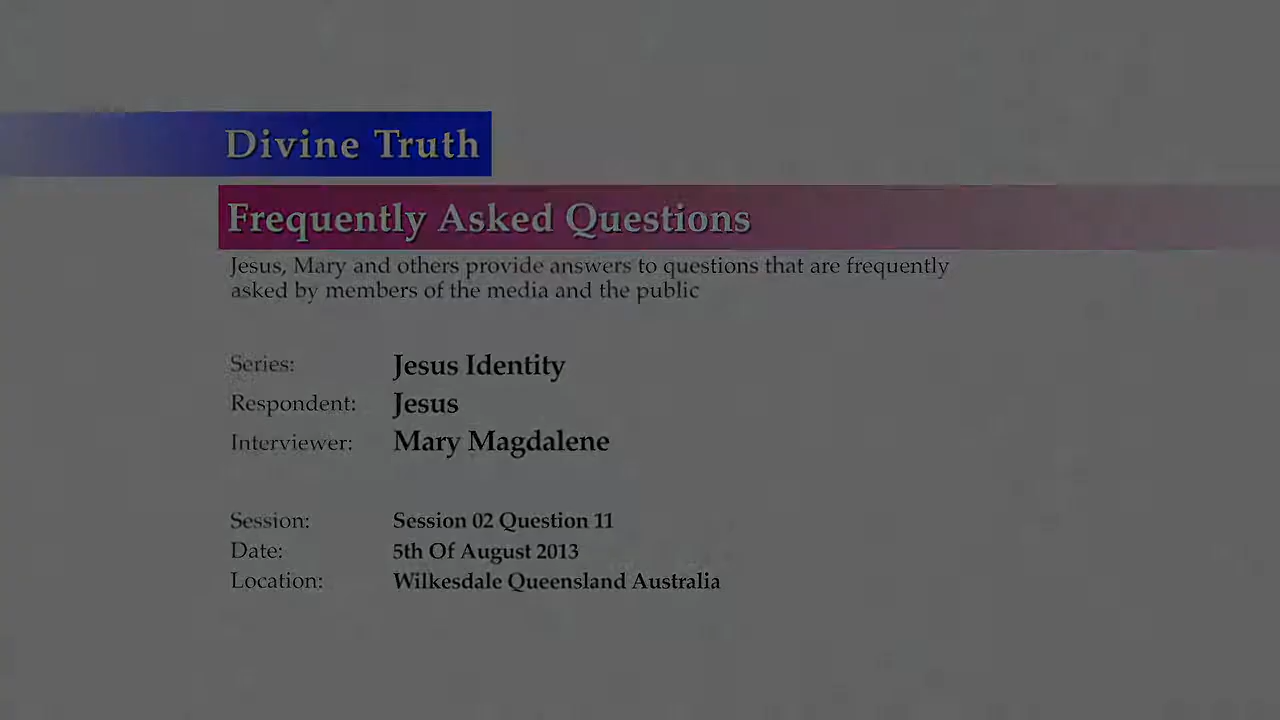 Divine Truth
Frequently Asked Questions
Jesus, Mary and others provide answers to questions that are frequently
asked by members of the media and the public
Series: Jesus Identity
Respondent: Jesus
Interviewer: Mary Magdalene
Session: Session 02 Question 11
Date: 5th Of August 2013
Location: Wilkesdale Queensland Australia